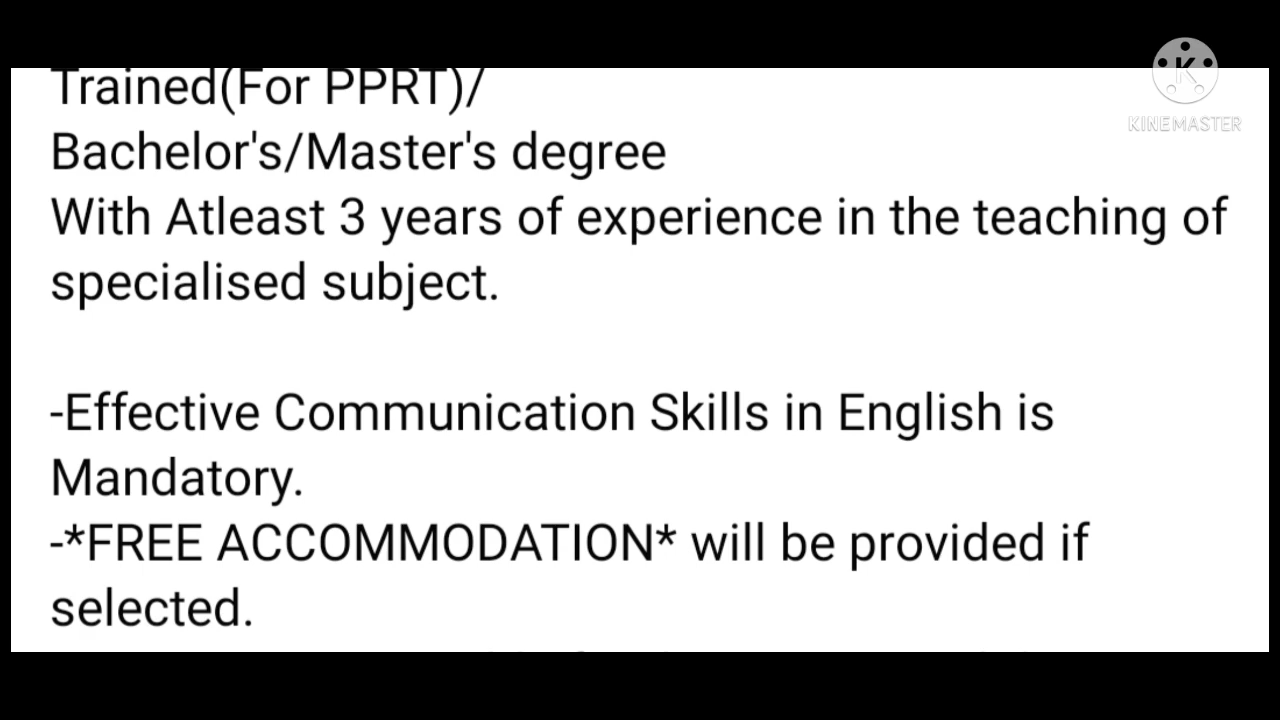 Trained(For PPRT)/
Bachelor's/Master's degree
With Atleast 3 years of experience in the teaching of
specialised subject.
-Effective Communication Skills in English is
Mandatory.
-*FREE ACCOMMODATION* will be provided if
selected.
K
KINEMASTER